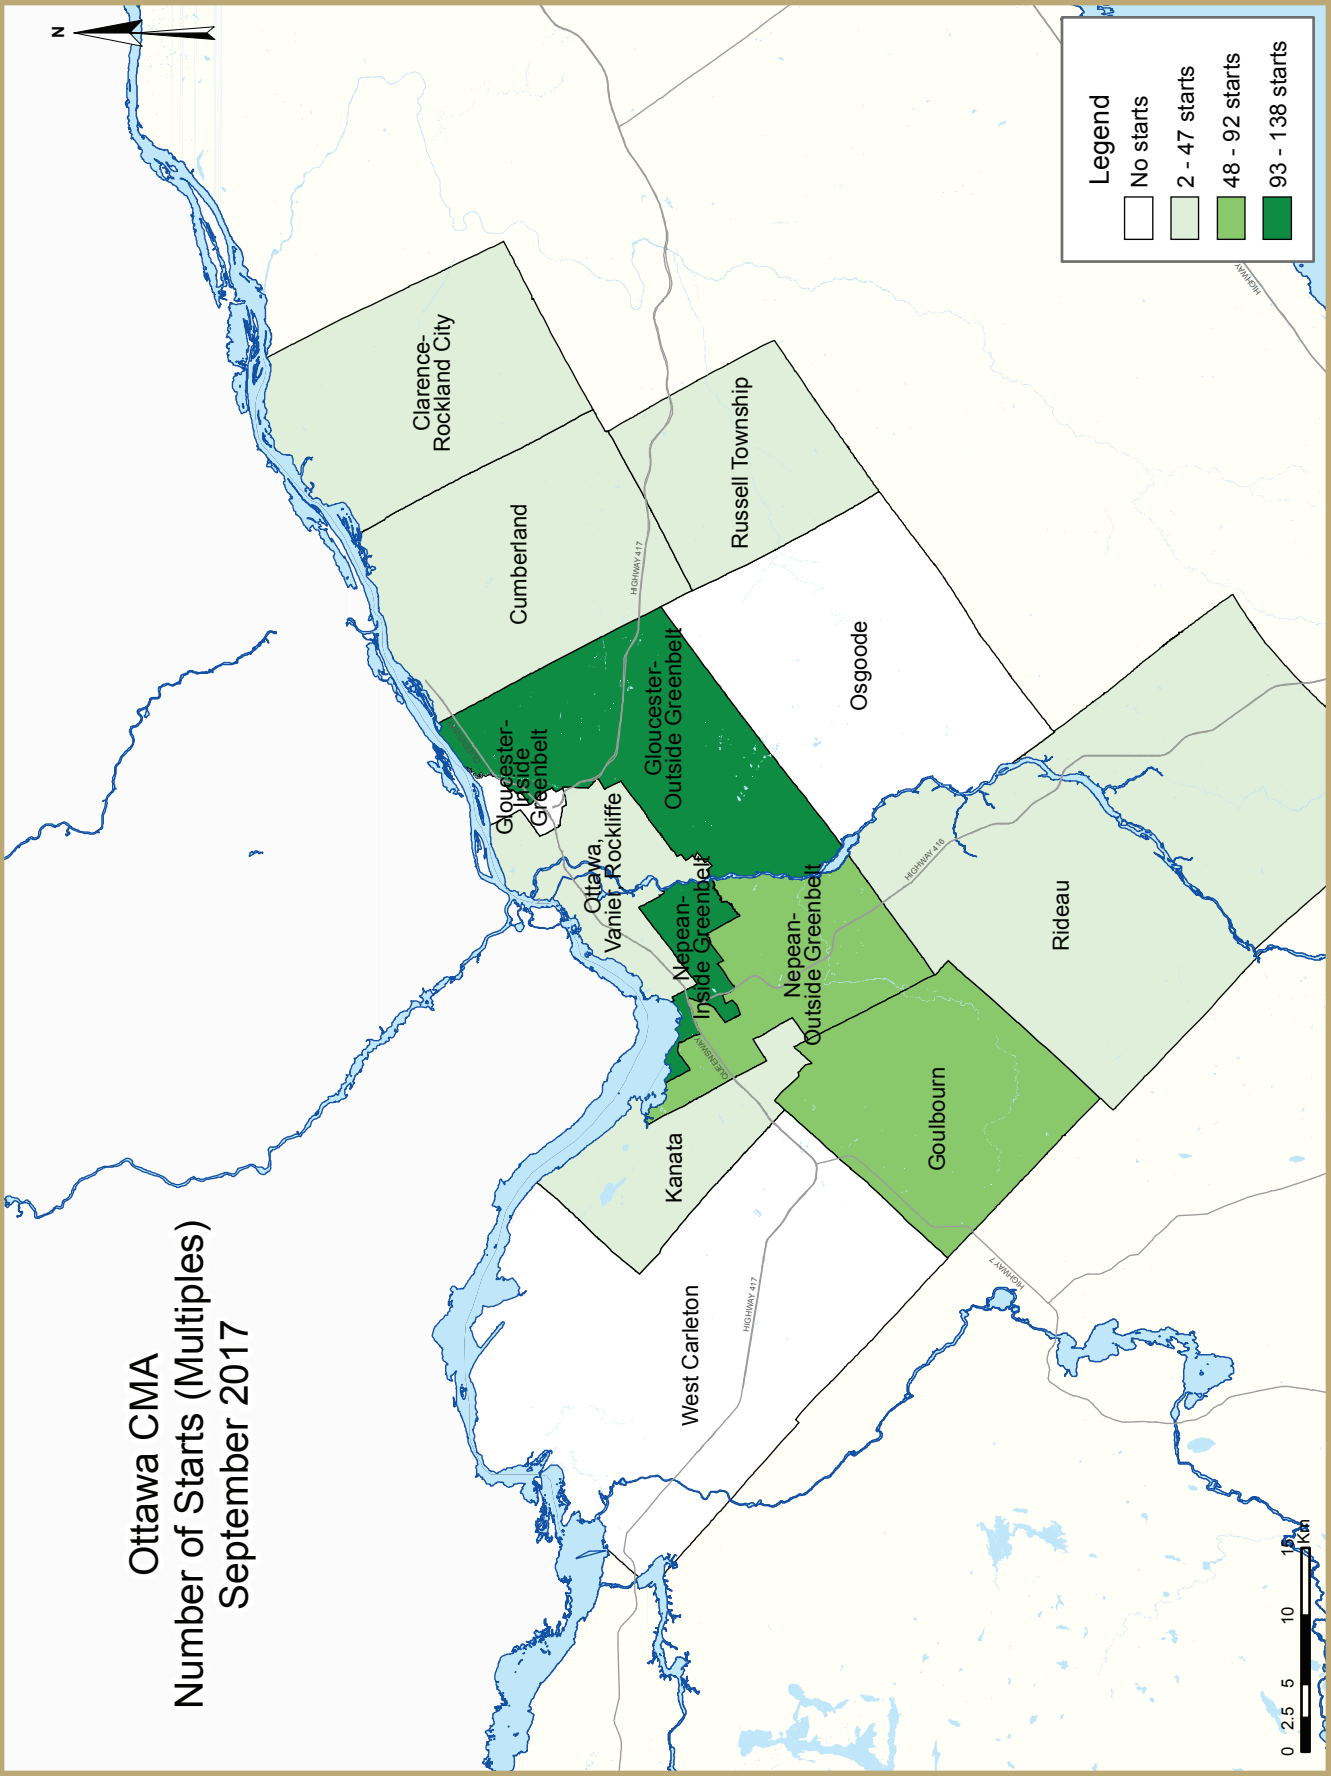 Ottawa CMA
Number of Starts (Multiples)
September 2017
N
Clarence-
Rockland City
Cumberland
Russell Township
HIGHWAY 417
Gloucester-
Inside
Greenbelt
Gloucester-
Outside Greenbelt
Ottawa,
Vanier, Rockliffe
Osgoode
Nepean-
Inside Greenbelt
Nepean-
Outside Greenbelt
HIGHWAY 416
QUEENSWAY
Rideau
Kanata
Goulbourn
West Carleton
HIGHWAY 417
HIGHWAY 7
HIGHWAY
Legend
No starts
2 - 47 starts
48 - 92 starts
93 - 138 starts
0 2.5 5 10 15
Km